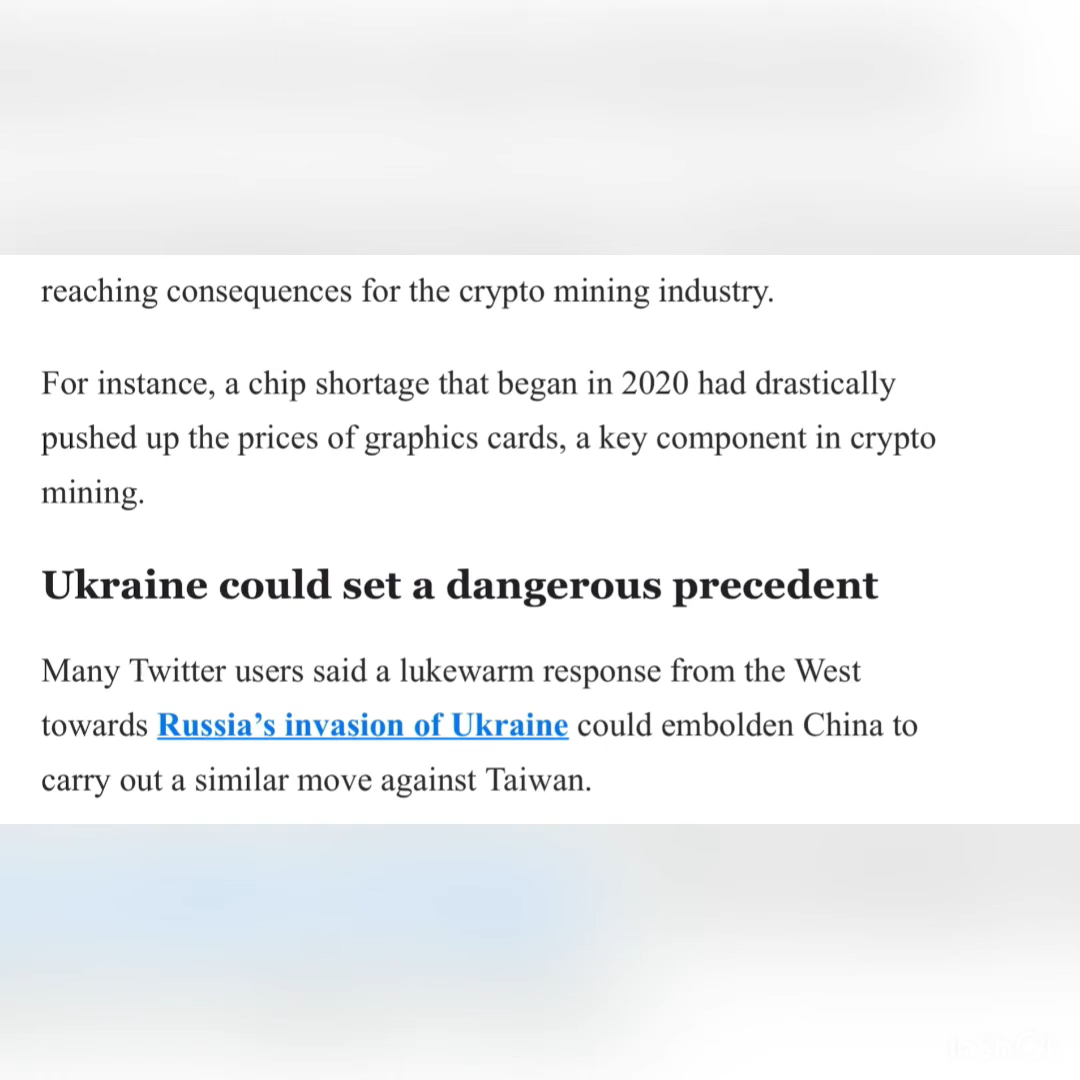 reaching consequences for the crypto mining industry.
For instance, a chip shortage that began in 2020 had drastically
pushed up the prices of graphics cards, a key component in crypto
mining.
Ukraine could set a dangerous precedent
Many Twitter users said a lukewarm response from the West
towards Russia’s invasion of Ukraine could embolden China to
carry out a similar move against Taiwan.